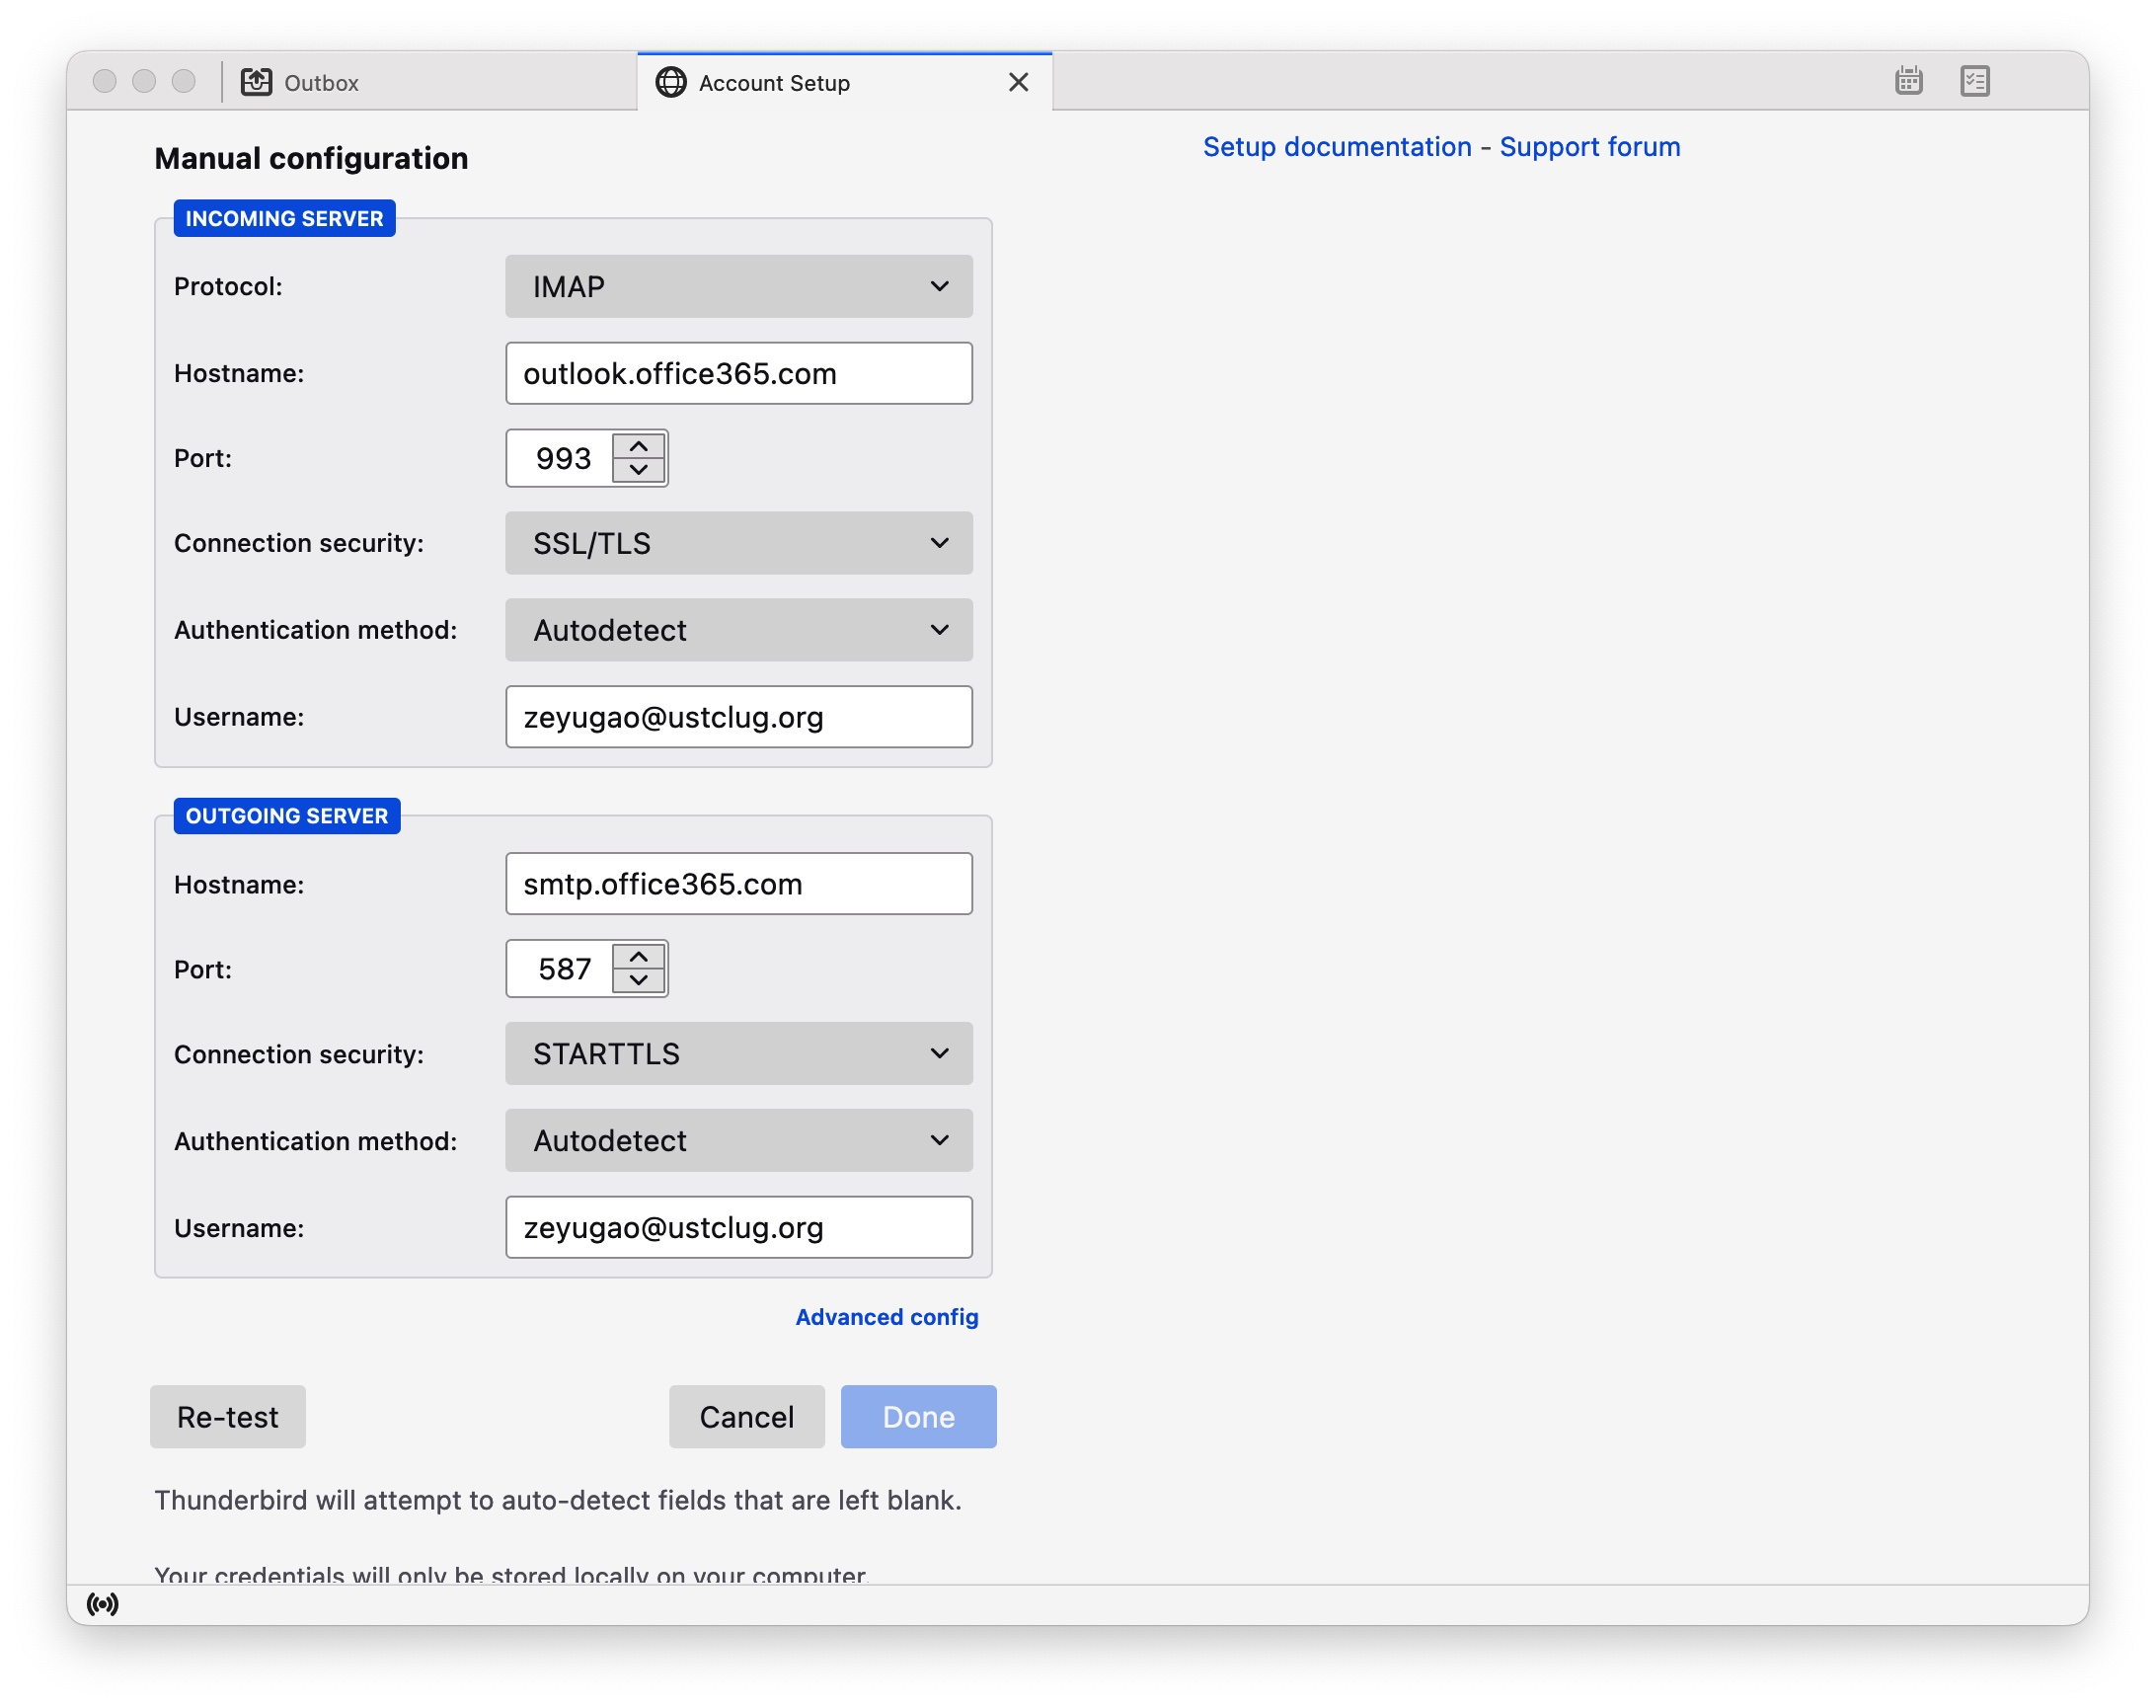 Outbox
Account Setup
Manual configuration
Setup documentation - Support forum
INCOMING SERVER
Protocol: IMAP
Hostname: outlook.office365.com
Port: 993
Connection security: SSL/TLS
Authentication method: Autodetect
Username: zeyugao@ustclug.org
OUTGOING SERVER
Hostname: smtp.office365.com
Port: 587
Connection security: STARTTLS
Authentication method: Autodetect
Username: zeyugao@ustclug.org
Advanced config
Re-test Cancel Done
Thunderbird will attempt to auto-detect fields that are left blank.
Your credentials will only be stored locally on your computer.